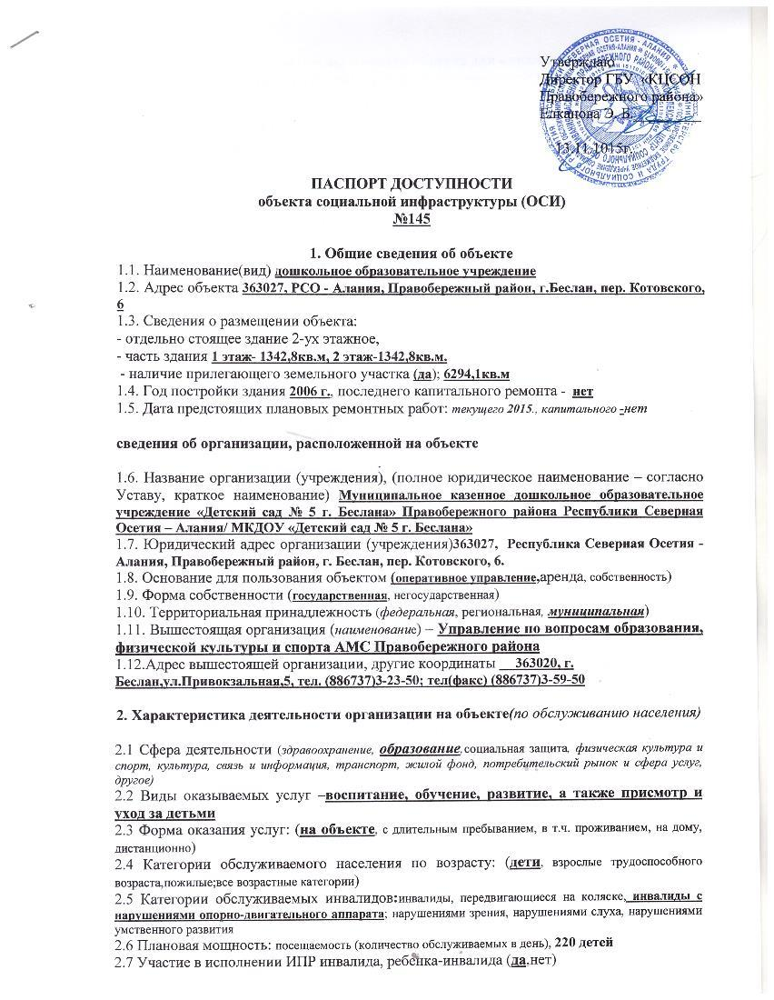 Утверждаю
Директор ГБУ «КЦСОН
Правобережного района»
Елканова Э. Б.
13.11.1015г.
ПАСПОРТ ДОСТУПНОСТИ
объекта социальной инфраструктуры (ОСИ)
№145
1. Общие сведения об объекте
1.1. Наименование(вид) дошкольное образовательное учреждение
1.2. Адрес объекта 363027, РСО - Алания, Правобережный район, г.Беслан, пер. Котовского,
6
1.3. Сведения о размещении объекта:
- отдельно стоящее здание 2-ух этажное,
- часть здания 1 этаж- 1342,8кв.м, 2 этаж-1342,8кв.м.
- наличие прилегающего земельного участка (да); 6294,1кв.м
1.4. Год постройки здания 2006 г., последнего капитального ремонта - нет
1.5. Дата предстоящих плановых ремонтных работ: текущего 2015., капитального -нет
сведения об организации, расположенной на объекте
1.6. Название организации (учреждения), (полное юридическое наименование – согласно
Уставу, краткое наименование) Муниципальное казенное дошкольное образовательное
учреждение «Детский сад № 5 г. Беслана» Правобережного района Республики Северная
Осетия – Алания/ МКДОУ «Детский сад № 5 г. Беслана»
1.7. Юридический адрес организации (учреждения)363027, Республика Северная Осетия -
Алания, Правобережный район, г. Беслан, пер. Котовского, 6.
1.8. Основание для пользования объектом (оперативное управление,аренда, собственность)
1.9. Форма собственности (государственная, негосударственная)
1.10. Территориальная принадлежность (федеральная, региональная, муниципальная)
1.11. Вышестоящая организация (наименование) – Управление по вопросам образования,
физической культуры и спорта АМС Правобережного района
1.12.Адрес вышестоящей организации, другие координаты 363020, г.
Беслан,ул.Привокзальная,5, тел. (886737)3-23-50; тел(факс) (886737)3-59-50
2. Характеристика деятельности организации на объекте(по обслуживанию населения)
2.1 Сфера деятельности (здравоохранение, образование,социальная защита, физическая культура и
спорт, культура, связь и информация, транспорт, жилой фонд, потребительский рынок и сфера услуг,
другое)
2.2 Виды оказываемых услуг –воспитание, обучение, развитие, а также присмотр и
уход за детьми
2.3 Форма оказания услуг: (на объекте, с длительным пребыванием, в т.ч. проживанием, на дому,
дистанционно)
2.4 Категории обслуживаемого населения по возрасту: (дети, взрослые трудоспособного
возраста,пожилые;все возрастные категории)
2.5 Категории обслуживаемых инвалидов:инвалиды, передвигающиеся на коляске, инвалиды с
нарушениями опорно-двигательного аппарата; нарушениями зрения, нарушениями слуха, нарушениями
умственного развития
2.6 Плановая мощность: посещаемость (количество обслуживаемых в день), 220 детей
2.7 Участие в исполнении ИПР инвалида, ребенка-инвалида (да,нет)